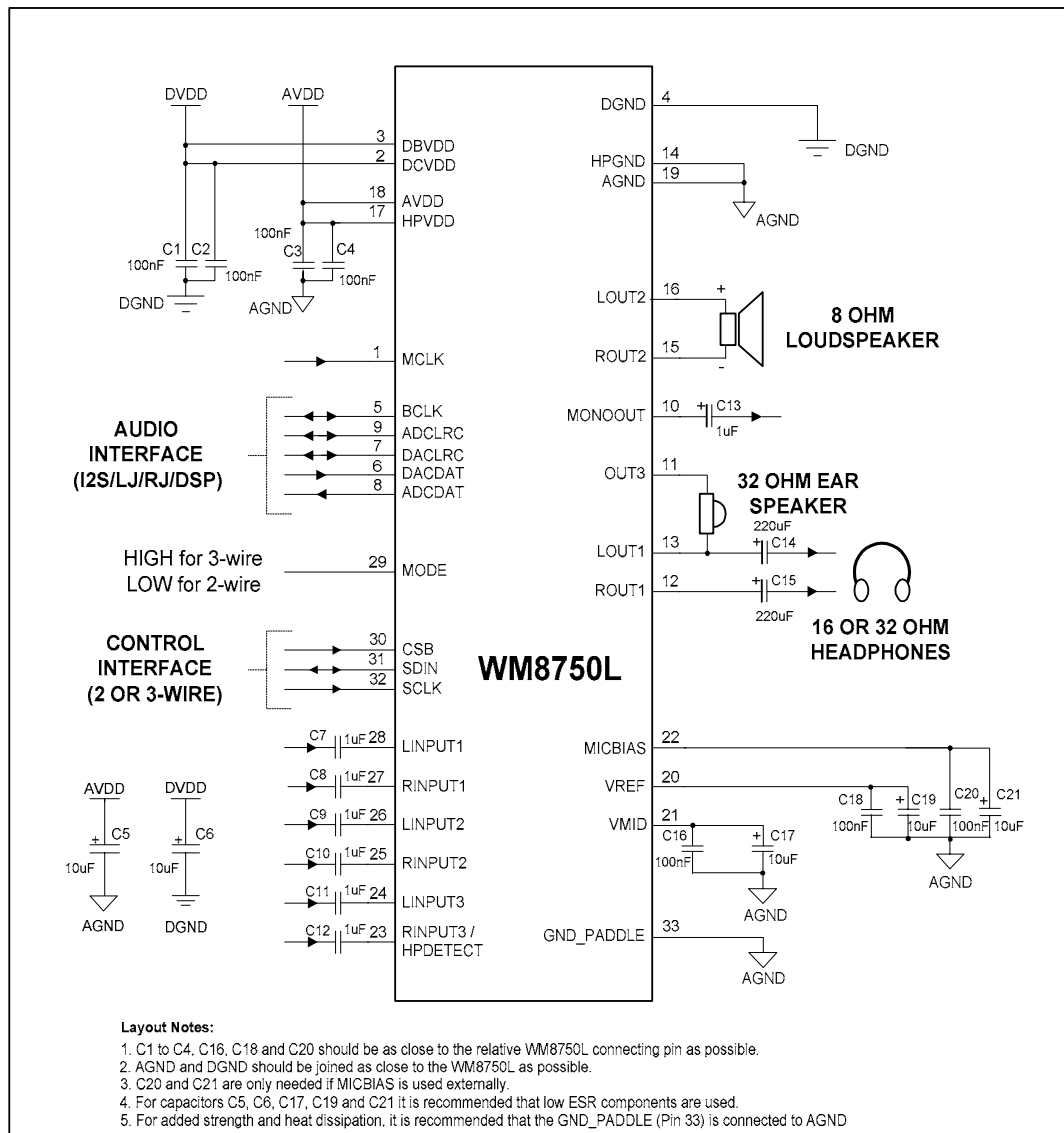 DVDD
AVDD
3
DBVDD
2
DCVDD
18
AVDD
17
HPVDD
100nF
C1
C2
C3
C4
100nF
100nF
100nF
DGND
AGND
DGND
4
DGND
HPGND
14
AGND
19
AGND
LOUT2
16
+
8 OHM
LOUDSPEAKER
ROUT2
15
-
MONOOUT
10
+
C13
1uF
OUT3
11
32 OHM EAR
SPEAKER
LOUT1
13
220uF
+
C14
ROUT1
12
+
C15
220uF
16 OR 32 OHM
HEADPHONES
1
MCLK
AUDIO
INTERFACE
(I2S/LJ/RJ/DSP)
5
BCLK
9
ADCLRC
7
DACLRC
6
DACDAT
8
ADCDAT
HIGH for 3-wire
LOW for 2-wire
29
MODE
CONTROL
INTERFACE
(2 OR 3-WIRE)
30
CSB
31
SDIN
32
SCLK
WM8750L
C7
1uF
28
LINPUT1
C8
1uF
27
RINPUT1
C9
1uF
26
LINPUT2
C10
1uF
25
RINPUT2
C11
1uF
24
LINPUT3
C12
1uF
23
RINPUT3 /
HPDETECT
AVDD
+
C5
10uF
AGND
DVDD
+
C6
10uF
DGND
MICBIAS
22
VREF
20
VMID
21
C16
100nF
+
C17
10uF
AGND
C18
100nF
+
C19
10uF
C20
100nF
+
C21
10uF
AGND
GND_PADDLE
33
AGND
Layout Notes:
1. C1 to C4, C16, C18 and C20 should be as close to the relative WM8750L connecting pin as possible.
2. AGND and DGND should be joined as close to the WM8750L as possible.
3. C20 and C21 are only needed if MICBIAS is used externally.
4. For capacitors C5, C6, C17, C19 and C21 it is recommended that low ESR components are used.
5. For added strength and heat dissipation, it is recommended that the GND_PADDLE (Pin 33) is connected to AGND